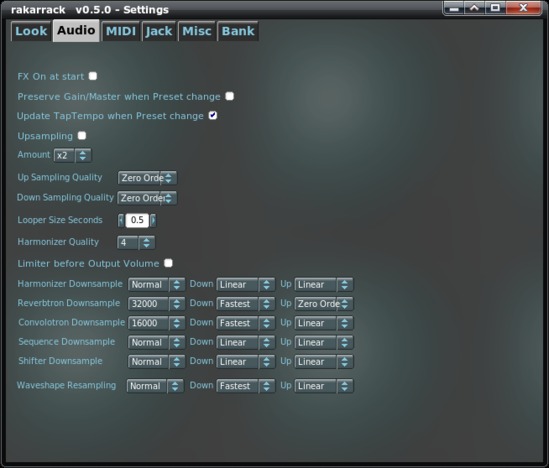 rakarrack v0.5.0 - Settings
Look Audio MIDI Jack Misc Bank
FX On at start
Preserve Gain/Master when Preset change
Update TapTempo when Preset change
Upsampling
Amount x2
Up Sampling Quality Zero Orde
Down Sampling Quality Zero Order
Looper Size Seconds 0.5
Harmonizer Quality 4
Limiter before Output Volume
Harmonizer Downsample Normal Down Linear Up Linear
Reverbtron Downsample 32000 Down Fastest Up Zero Orde
Convolotron Downsample 16000 Down Fastest Up Linear
Sequence Downsample Normal Down Linear Up Linear
Shifter Downsample Normal Down Linear Up Linear
Waveshape Resampling Normal Down Fastest Up Linear